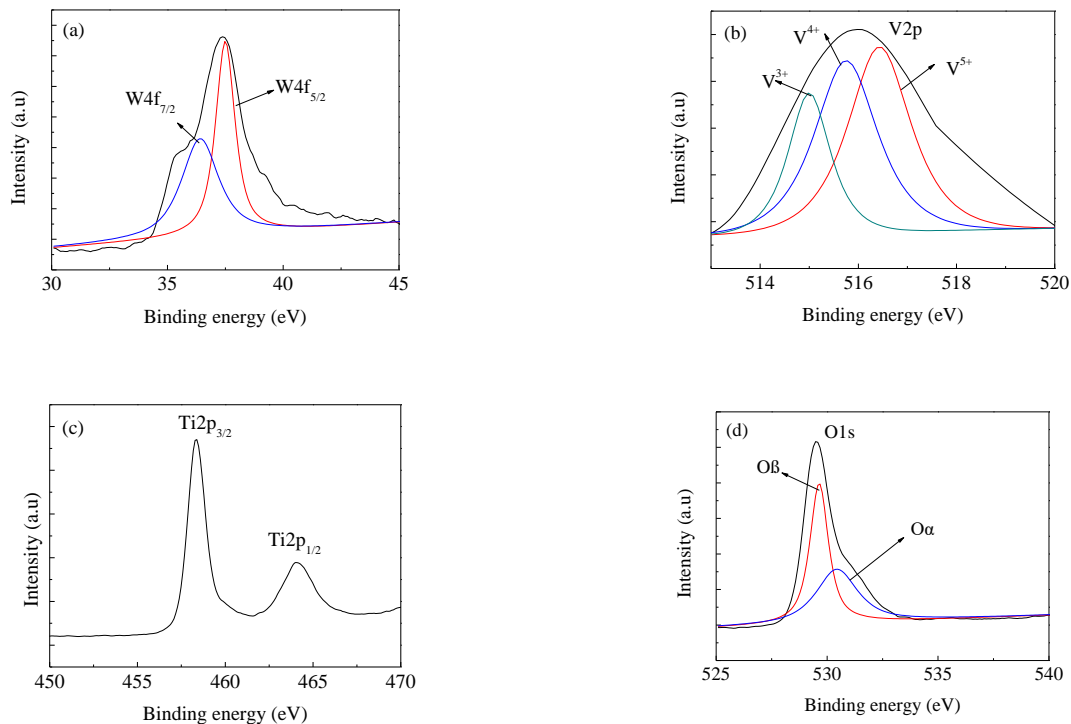 (a)
W4f7/2
W4f5/2
Intensity (a.u)
30 35 40 45
Binding energy (eV)
(b)
V3+
V4+
V2p
V5+
Intensity (a.u)
514 516 518 520
Binding energy (eV)
(c)
Ti2p3/2
Ti2p1/2
Intensity (a.u)
450 455 460 465 470
Binding energy (eV)
(d)
O1s
Oß
Oα
Intensity (a.u)
525 530 535 540
Binding energy (eV)